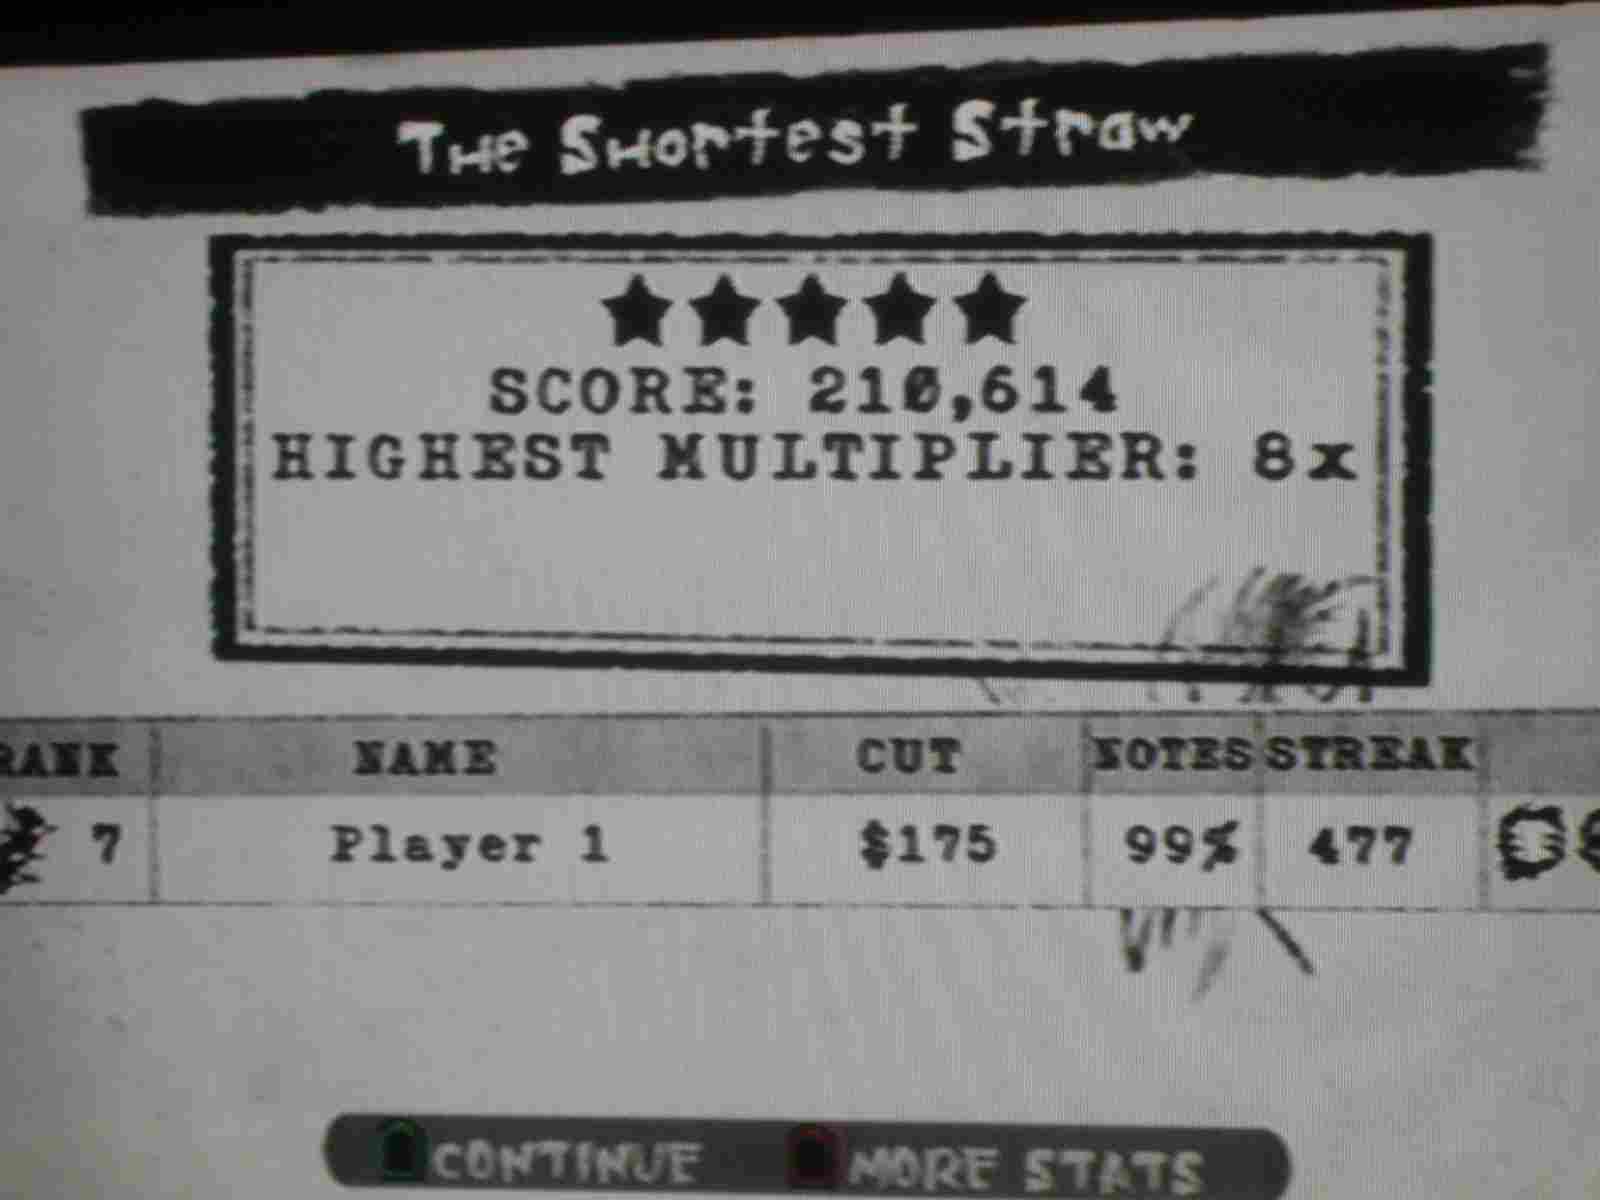 The Shortest Straw
SCORE: 210,614
HIGHEST MULTIPLIER: 8x
RANK NAME CUT NOTES STREAK
7 Player 1 $175 99% 477
CONTINUE MORE STATS